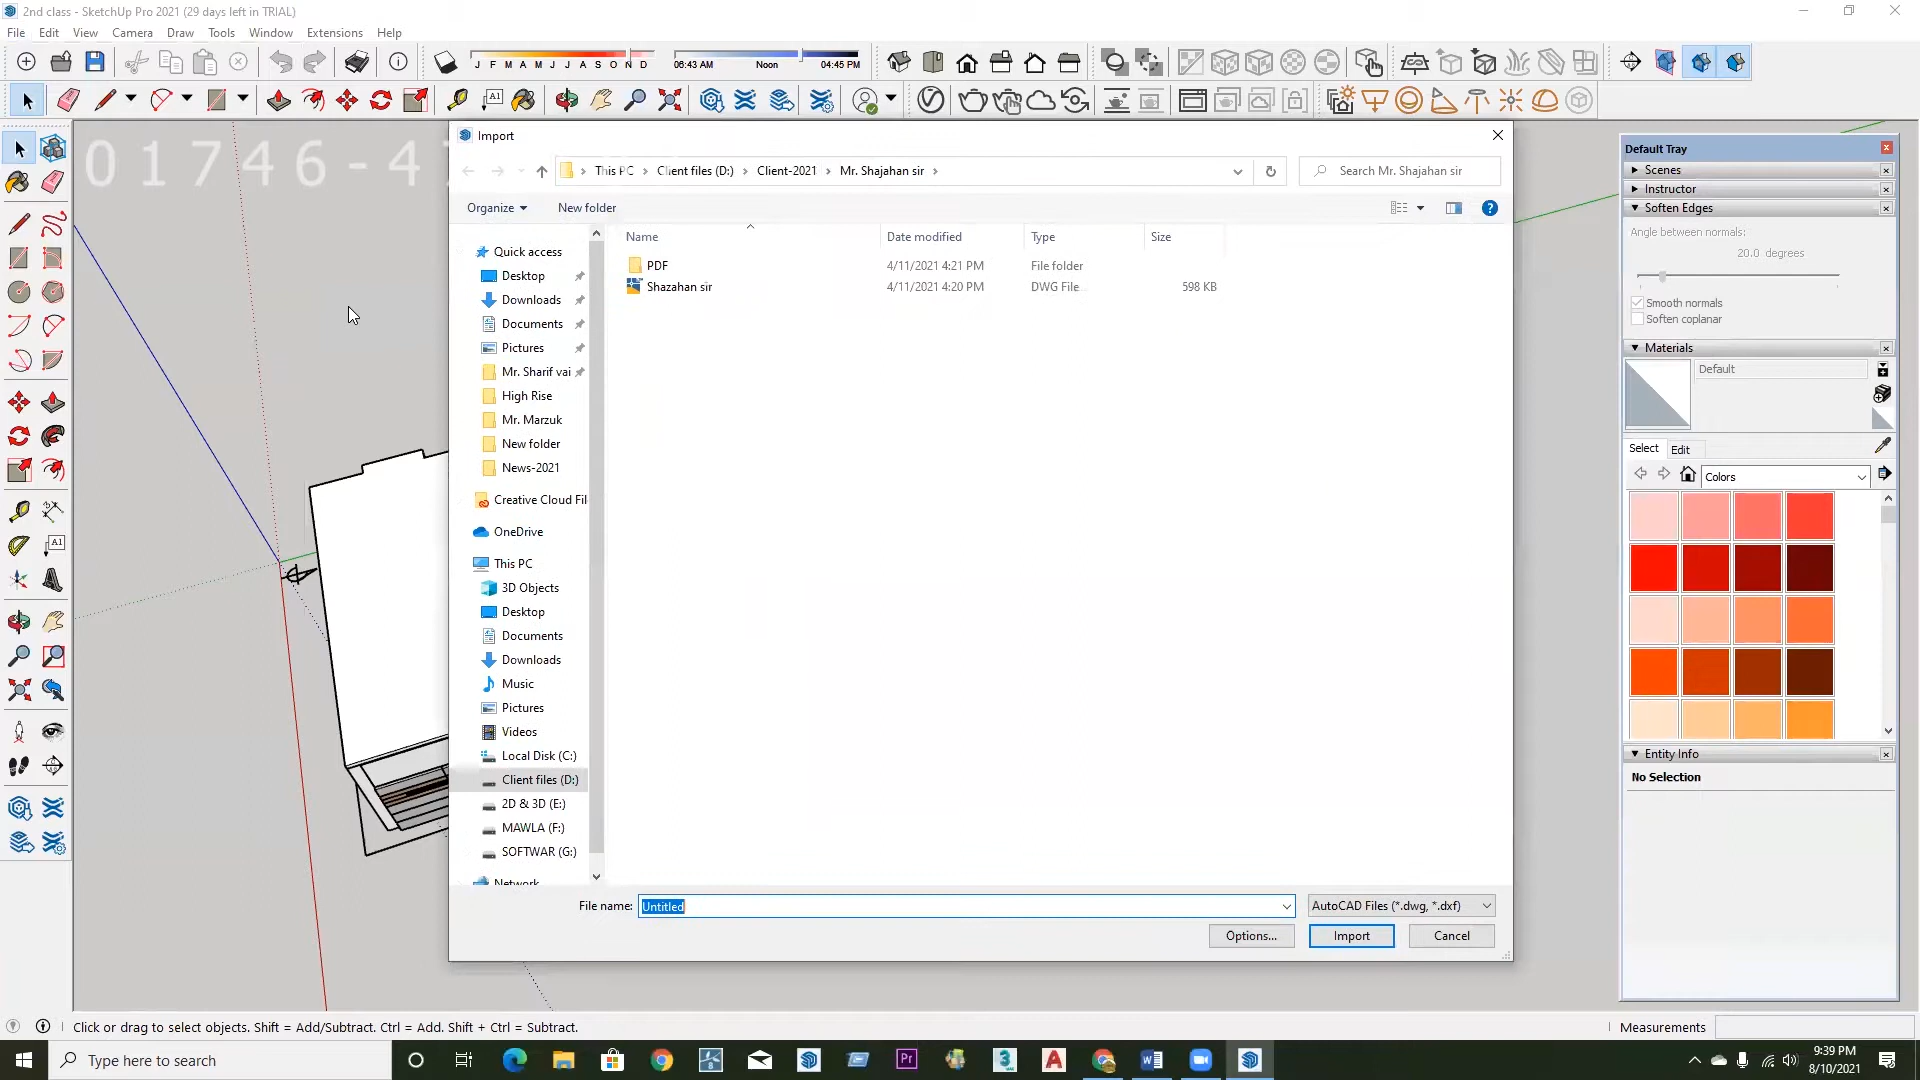 2nd class - SketchUp Pro 2021 (29 days left in TRIAL)
File Edit View Camera Draw Tools Window Extensions Help
J F M A M J J A S O N D
06:43 AM Noon 04:45 PM
A1
01746-4
Import
This PC > Client files (D:) > Client-2021 > Mr. Shajahan sir >
Search Mr. Shajahan sir
Organize New folder
Name Date modified Type Size
PDF 4/11/2021 4:21 PM File folder
Shazahan sir 4/11/2021 4:20 PM DWG File 598 KB
Quick access
Desktop
Downloads
Documents
Pictures
Mr. Sharif vai
High Rise
Mr. Marzuk
New folder
News-2021
Creative Cloud Fil
OneDrive
This PC
3D Objects
Desktop
Documents
Downloads
Music
Pictures
Videos
Local Disk (C:)
Client files (D:)
2D & 3D (E:)
MAWLA (F:)
SOFTWAR (G:)
Network
File name: Untitled
AutoCAD Files (*.dwg, *.dxf)
Options... Import Cancel
Default Tray
Scenes
Instructor
Soften Edges
Angle between normals:
20.0 degrees
Smooth normals
Soften coplanar
Materials
Default
Select Edit
Colors
Entity Info
No Selection
A1
Click or drag to select objects. Shift = Add/Subtract. Ctrl = Add. Shift + Ctrl = Subtract.
Measurements
Type here to search
9:39 PM
8/10/2021